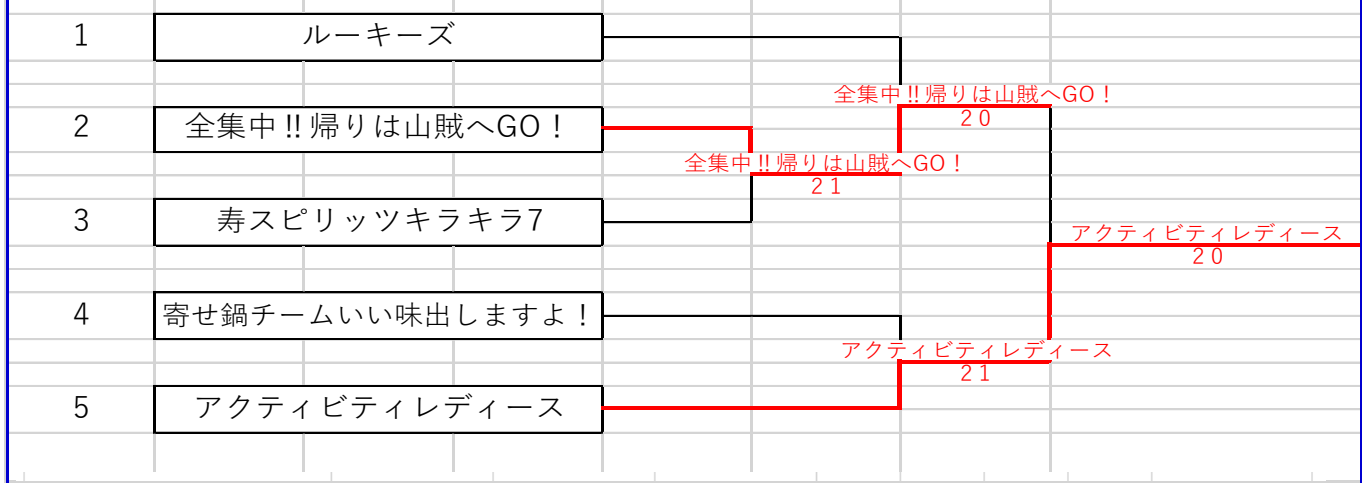 1 ルーキーズ
全集中!!帰りは山賊へGO！
2 全集中!!帰りは山賊へGO！
２０
全集中!!帰りは山賊へGO！
２１
3 寿スピリッツキラキラ7
アクティビティレディース
２０
4 寄せ鍋チームいい味出しますよ！
アクティビティレディース
２１
5 アクティビティレディース